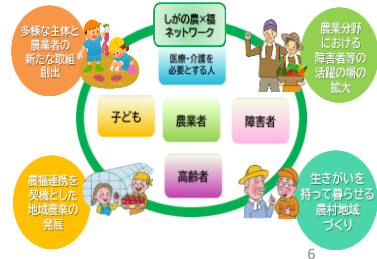 しがの農×福
ネットワーク
多様な主体と
農業者の
新たな取組
創出
医療・介護を
必要とする人
農業分野
における
障害者等の
活躍の場の
拡大
子ども
農業者
障害者
高齢者
農福連携を
契機とした
地域農業の
発展
生きがいを
持って暮らせる
農村地域
づくり
6